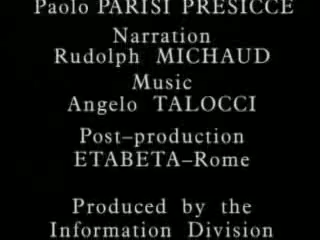 Paolo PARISI PRESICCE
Narration
Rudolph MICHAUD
Music
Angelo TALOCCI
Post–production
ETABETA–Rome
Produced by the
Information Division